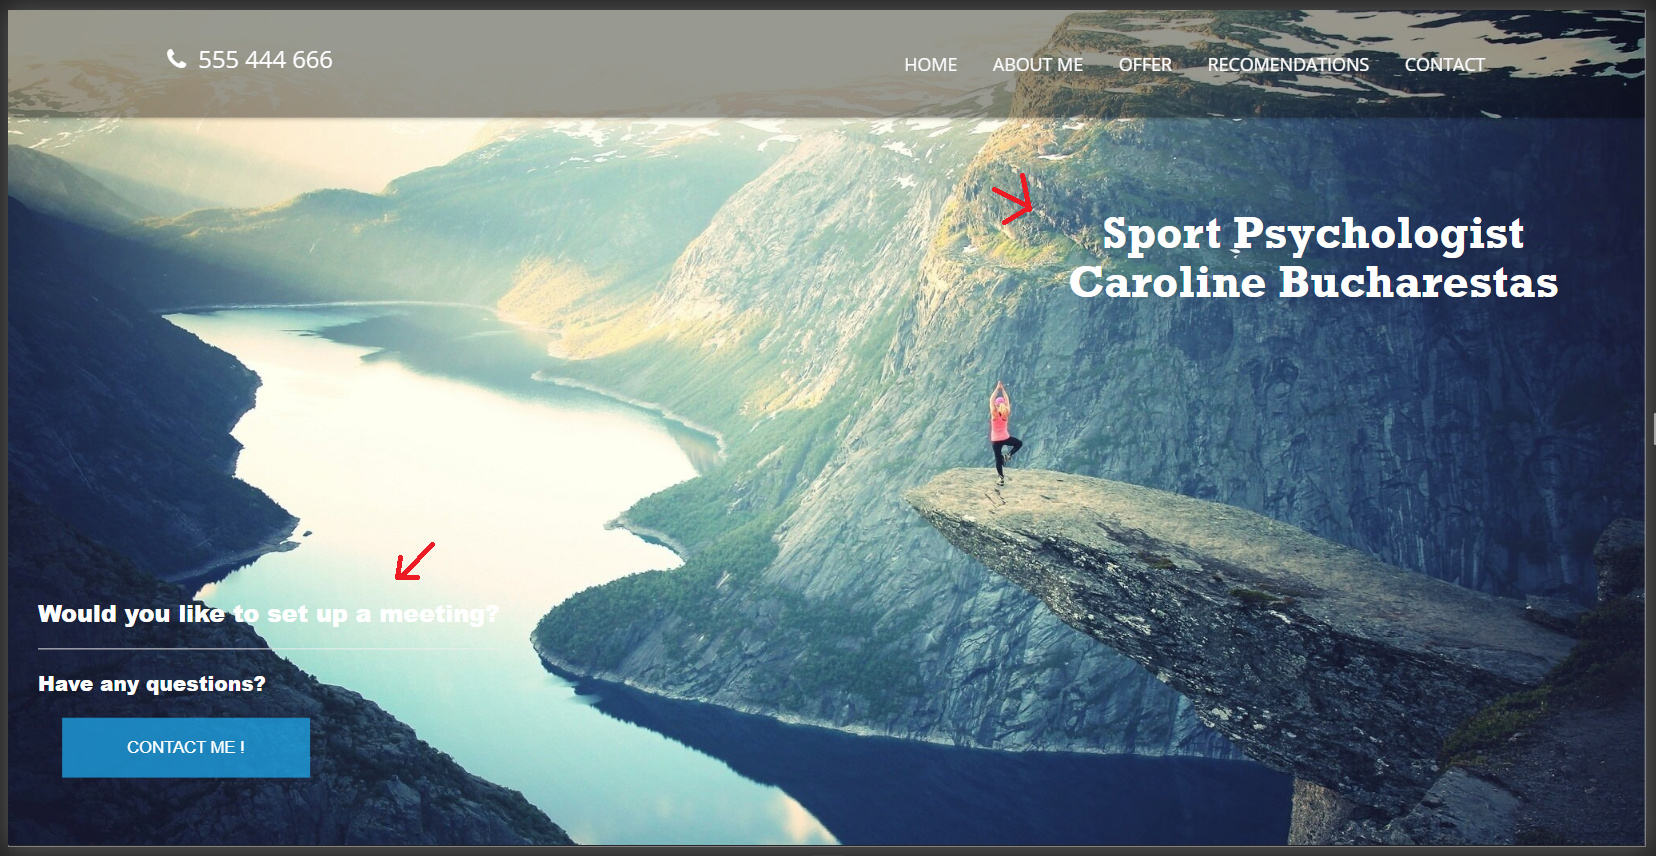 555 444 666
HOME ABOUT ME OFFER RECOMENDATIONS CONTACT
Sport Psychologist
Caroline Bucharestas
Would you like to set up a meeting?
Have any questions?
CONTACT ME !